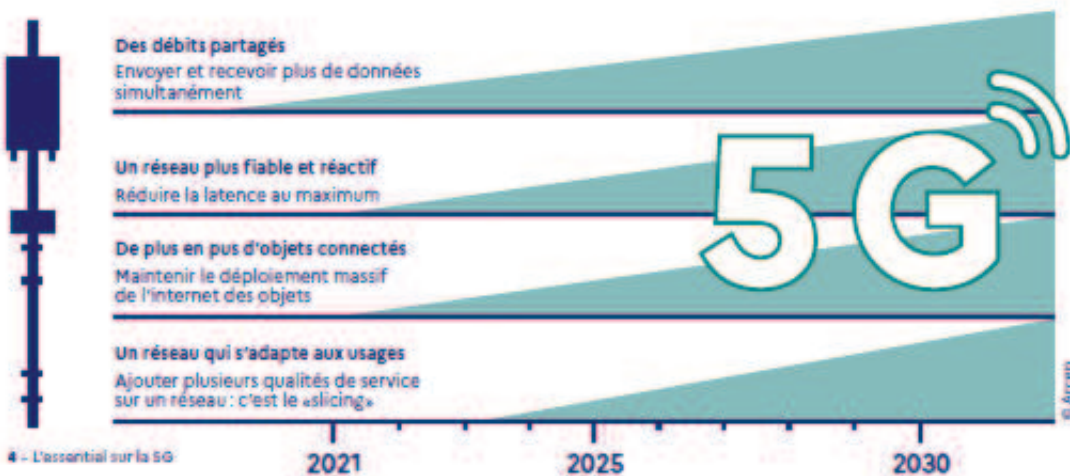 Des débits partagés
Envoyer et recevoir plus de données
simultanément
Un réseau plus fiable et réactif
Réduire la latence au maximum
De plus en pus d'objets connectés
Maintenir le déploiement massif
de l'internet des objets
Un réseau qui s'adapte aux usages
Ajouter plusieurs qualités de service
sur un réseau : c'est le «slicing»
5G
© Arcep
2021
2025
2030
4 - L'essentiel sur la 5G